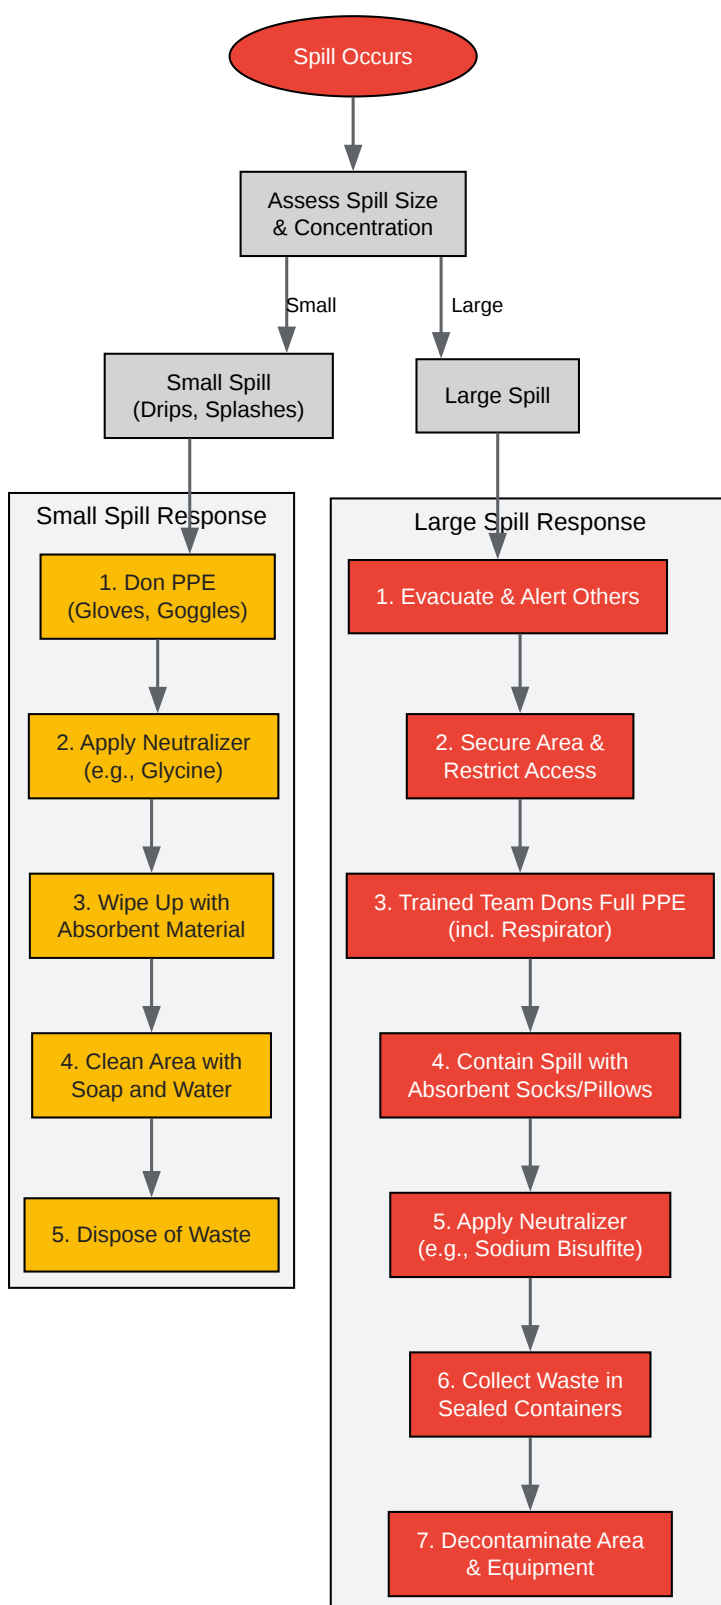 Spill Occurs
Assess Spill Size
& Concentration
Small
Large
Small Spill
(Drips, Splashes)
Large Spill
Small Spill Response
1. Don PPE
(Gloves, Goggles)
2. Apply Neutralizer
(e.g., Glycine)
3. Wipe Up with
Absorbent Material
4. Clean Area with
Soap and Water
5. Dispose of Waste
Large Spill Response
1. Evacuate & Alert Others
2. Secure Area &
Restrict Access
3. Trained Team Dons Full PPE
(incl. Respirator)
4. Contain Spill with
Absorbent Socks/Pillows
5. Apply Neutralizer
(e.g., Sodium Bisulfite)
6. Collect Waste in
Sealed Containers
7. Decontaminate Area
& Equipment